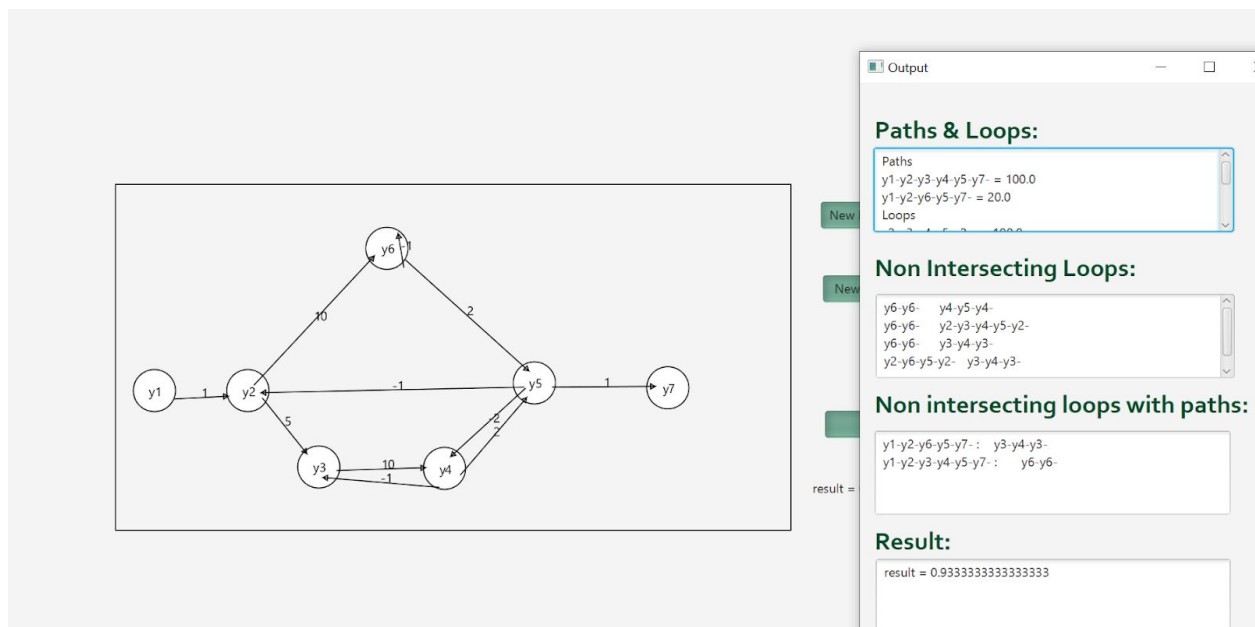 y6
-1
10
2
y1
1
y2
-1
y5
1
y7
5
-2
2
y3
10
y4
-1
New
New
result =
Output
Paths & Loops:
Paths
y1-y2-y3-y4-y5-y7- = 100.0
y1-y2-y6-y5-y7- = 20.0
Loops
Non Intersecting Loops:
y6-y6- y4-y5-y4-
y6-y6- y2-y3-y4-y5-y2-
y6-y6- y3-y4-y3-
y2-y6-y5-y2- y3-y4-y3-
Non intersecting loops with paths:
y1-y2-y6-y5-y7- : y3-y4-y3-
y1-y2-y3-y4-y5-y7- : y6-y6-
Result:
result = 0.9333333333333333